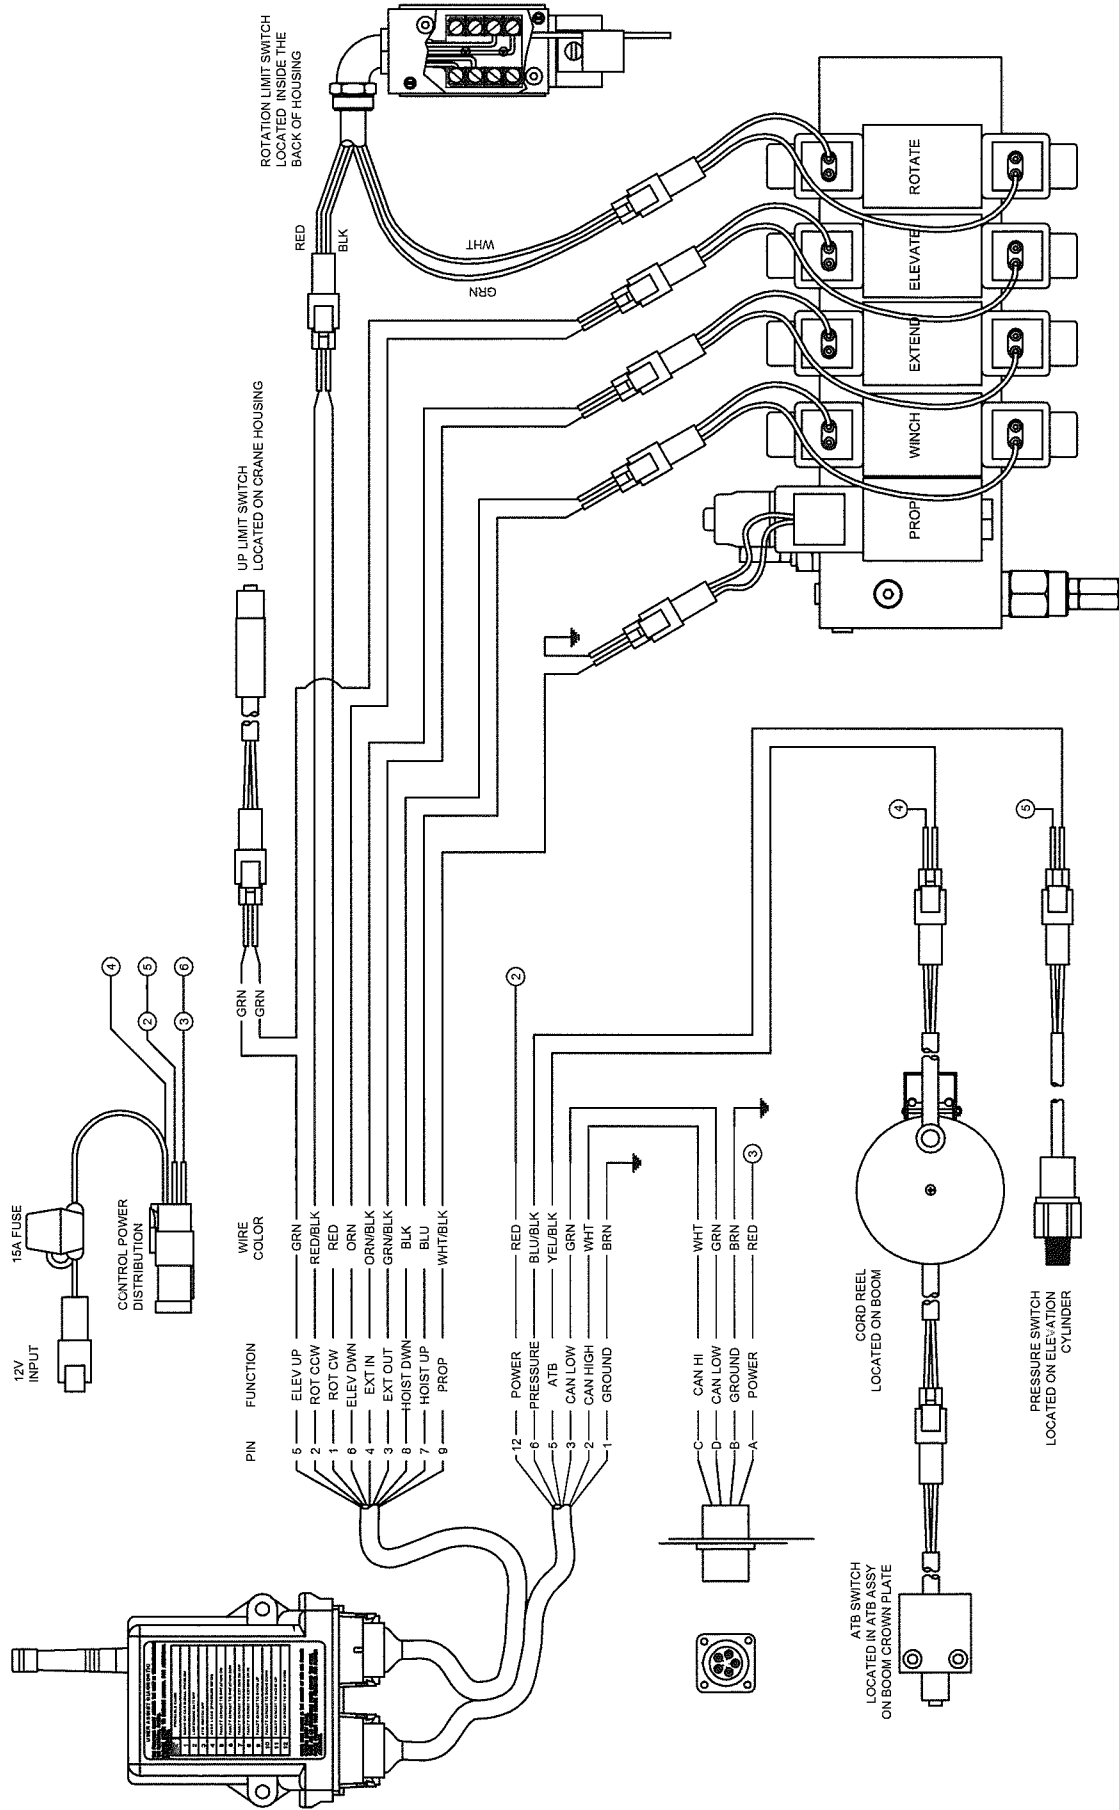 12V
INPUT
15A FUSE
CONTROL POWER
DISTRIBUTION
4
2
5
3
6
UP LIMIT SWITCH
LOCATED ON CRANE HOUSING
ROTATION LIMIT SWITCH
LOCATED INSIDE THE
BACK OF HOUSING
RED
BLK
WHT
GRN
GRN
GRN
PIN
FUNCTION
WIRE
COLOR
5 ELEV UP GRN
2 ROT CCW RED/BLK
1 ROT CW RED
6 ELEV DWN ORN
4 EXT IN ORN/BLK
3 EXT OUT GRN/BLK
8 HOIST DWN BLK
7 HOIST UP BLU
9 PROP WHT/BLK
12 POWER RED 2
6 PRESSURE BLU/BLK
5 ATB YEL/BLK
3 CAN LOW GRN
2 CAN HIGH WHT
1 GROUND BRN
C CAN HI WHT
D CAN LOW GRN
B GROUND BRN
A POWER RED 3
PROP
WINCH
EXTEND
ELEVATE
ROTATE
4
5
ATB SWITCH
LOCATED IN ATB ASSY
ON BOOM CROWN PLATE
CORD REEL
LOCATED ON BOOM
PRESSURE SWITCH
LOCATED ON ELEVATION
CYLINDER